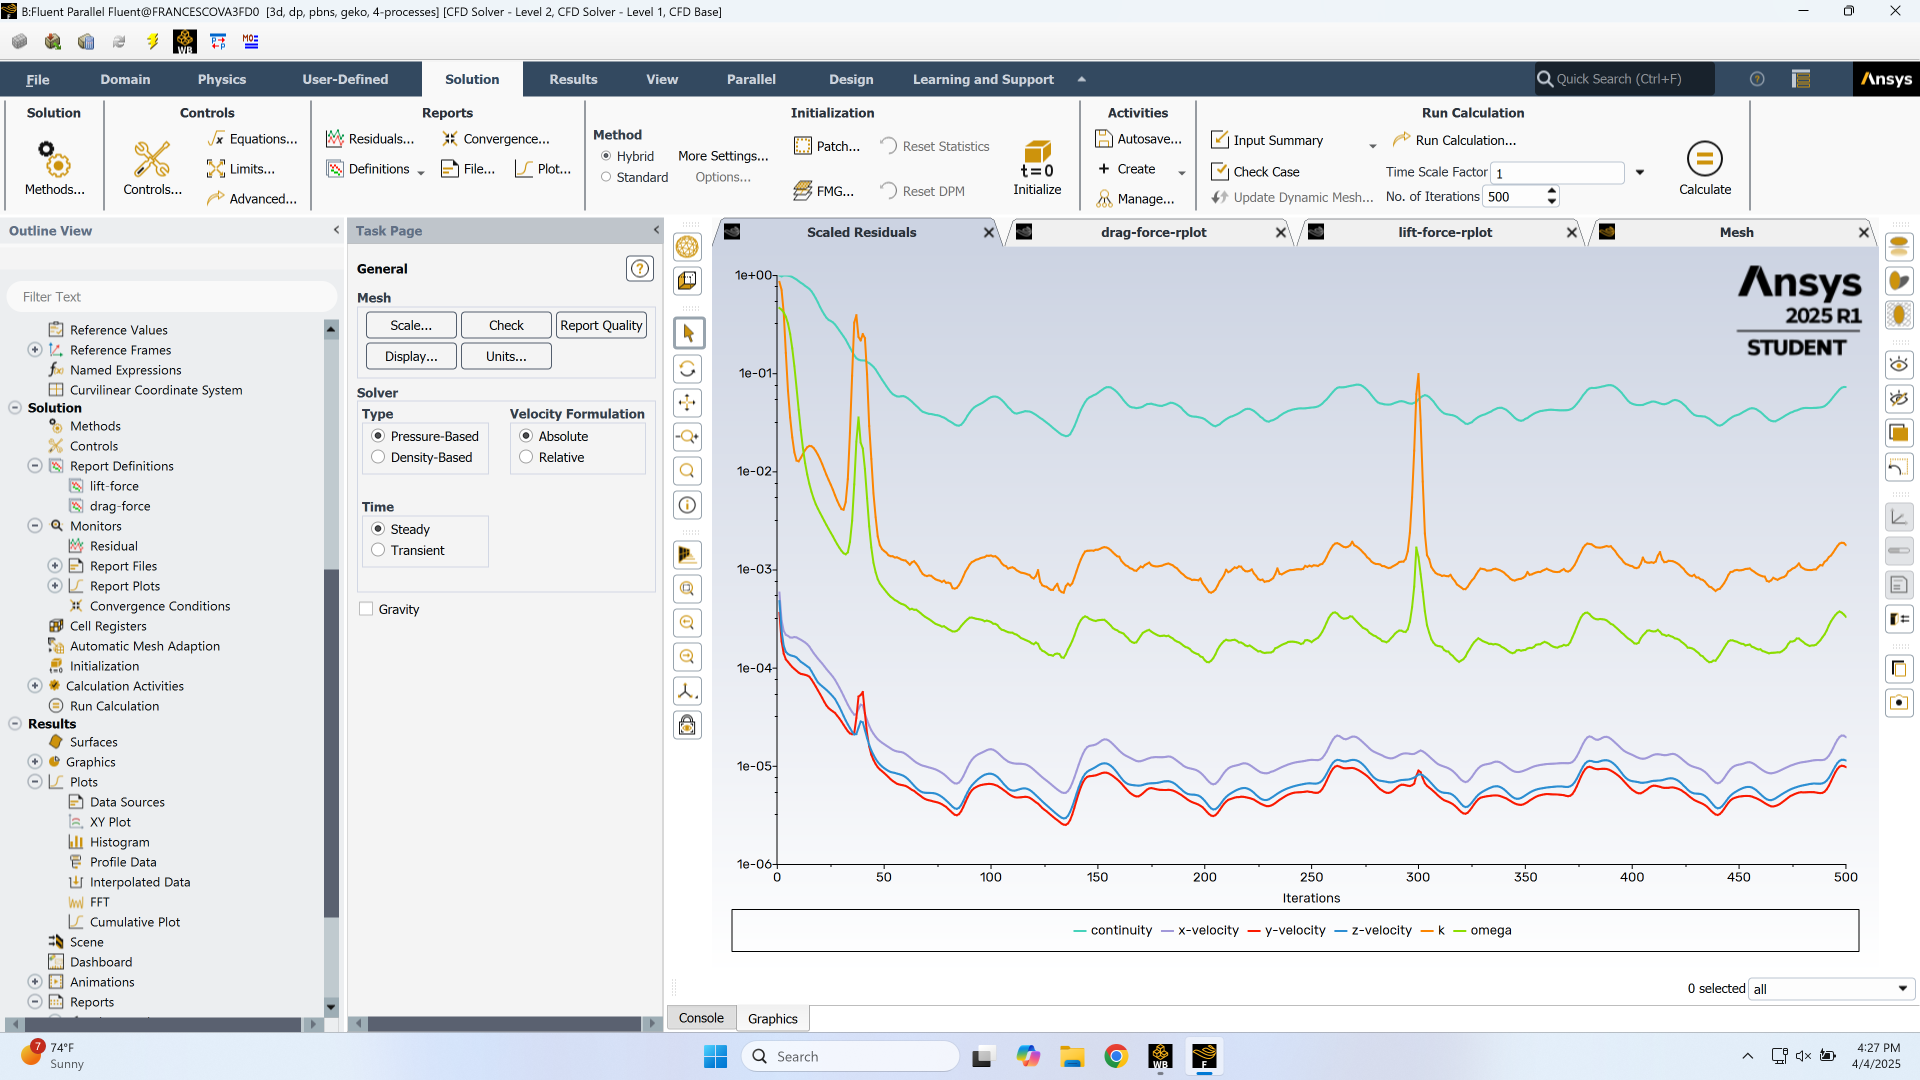 B:Fluent Parallel Fluent@FRANCESCOVA3FD0 [3d, dp, pbns, geko, 4-processes] [CFD Solver - Level 2, CFD Solver - Level 1, CFD Base]
WB
File Domain Physics User-Defined Solution Results View Parallel Design Learning and Support Quick Search (Ctrl+F) Ansys
Solution
Methods...
Controls
Controls...
Equations...
Limits...
Advanced...
Reports
Residuals... Convergence...
Definitions File... Plot...
Initialization
Method
Hybrid
Standard
More Settings...
Options...
Patch... Reset Statistics
FMG... Reset DPM
t=0
Initialize
Activities
Autosave...
Create
Manage...
Run Calculation
Input Summary Run Calculation...
Check Case Time Scale Factor 1
Update Dynamic Mesh... No. of Iterations 500
Calculate
Outline View
Filter Text
Reference Values
Reference Frames
Named Expressions
Curvilinear Coordinate System
Solution
Methods
Controls
Report Definitions
lift-force
drag-force
Monitors
Residual
Report Files
Report Plots
Convergence Conditions
Cell Registers
Automatic Mesh Adaption
Initialization
Calculation Activities
Run Calculation
Results
Surfaces
Graphics
Plots
Data Sources
XY Plot
Histogram
Profile Data
Interpolated Data
FFT
Cumulative Plot
Scene
Dashboard
Animations
Reports
Task Page
General
Mesh
Scale... Check Report Quality
Display... Units...
Solver
Type
Pressure-Based
Density-Based
Velocity Formulation
Absolute
Relative
Time
Steady
Transient
Gravity
Scaled Residuals drag-force-rplot lift-force-rplot Mesh
Ansys
2025 R1
STUDENT
1e+00
1e-01
1e-02
1e-03
1e-04
1e-05
1e-06
0 50 100 150 200 250 300 350 400 450 500
Iterations
continuity x-velocity y-velocity z-velocity k omega
0 selected all
Console Graphics
7
74°F
Sunny
Search
WB
F
4:27 PM
4/4/2025